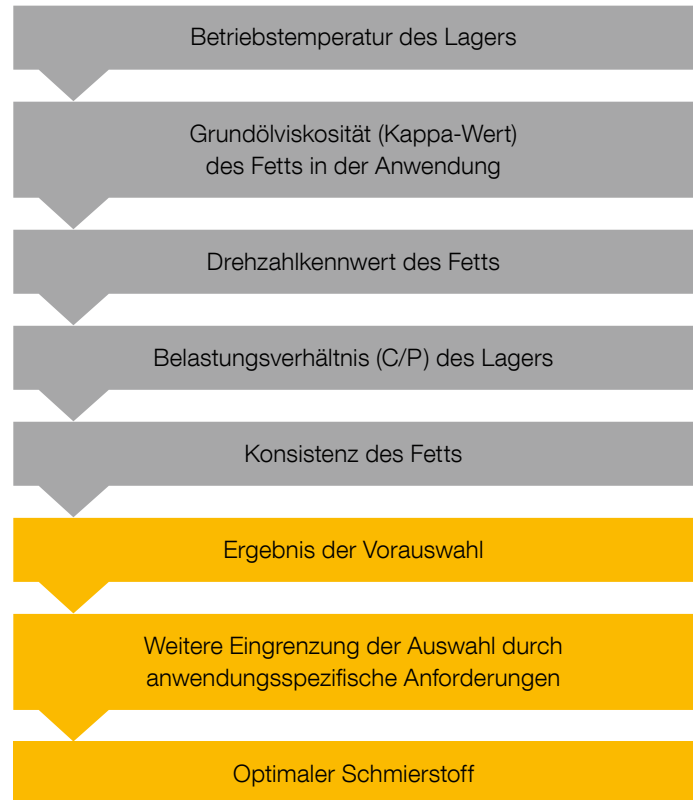 Betriebstemperatur des Lagers
Grundölviskosität (Kappa-Wert)
des Fetts in der Anwendung
Drehzahlkennwert des Fetts
Belastungsverhältnis (C/P) des Lagers
Konsistenz des Fetts
Ergebnis der Vorauswahl
Weitere Eingrenzung der Auswahl durch
anwendungsspezifische Anforderungen
Optimaler Schmierstoff